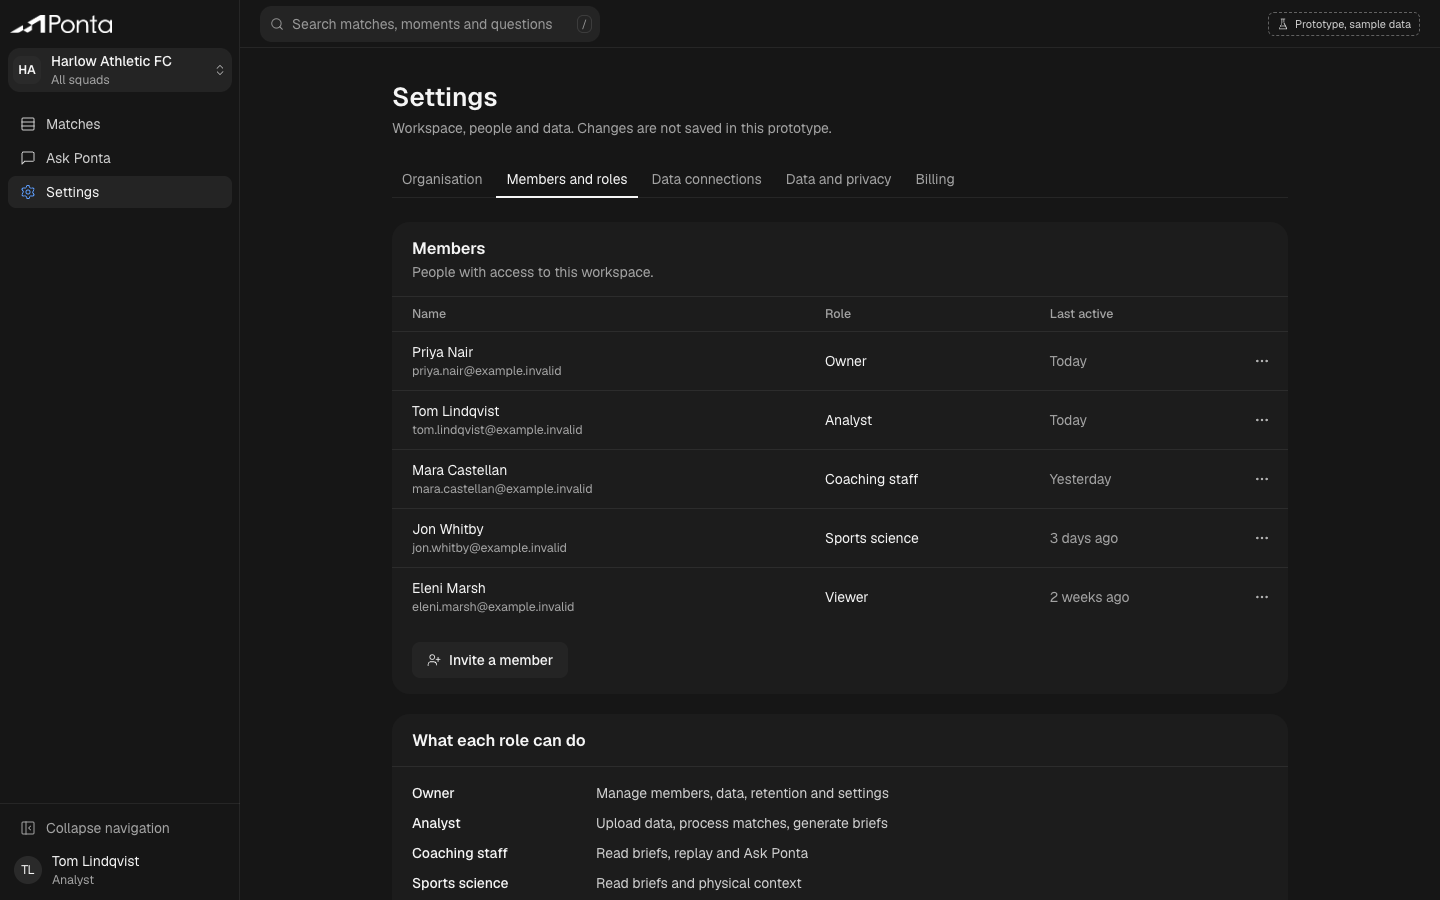 Ponta
Search matches, moments and questions /
Prototype, sample data
HA
Harlow Athletic FC
All squads
Matches
Ask Ponta
Settings
Settings
Workspace, people and data. Changes are not saved in this prototype.
Organisation Members and roles Data connections Data and privacy Billing
Members
People with access to this workspace.
Name Role Last active
Priya Nair
priya.nair@example.invalid
Owner Today
Tom Lindqvist
tom.lindqvist@example.invalid
Analyst Today
Mara Castellan
mara.castellan@example.invalid
Coaching staff Yesterday
Jon Whitby
jon.whitby@example.invalid
Sports science 3 days ago
Eleni Marsh
eleni.marsh@example.invalid
Viewer 2 weeks ago
Invite a member
What each role can do
Owner Manage members, data, retention and settings
Analyst Upload data, process matches, generate briefs
Coaching staff Read briefs, replay and Ask Ponta
Sports science Read briefs and physical context
Collapse navigation
TL
Tom Lindqvist
Analyst